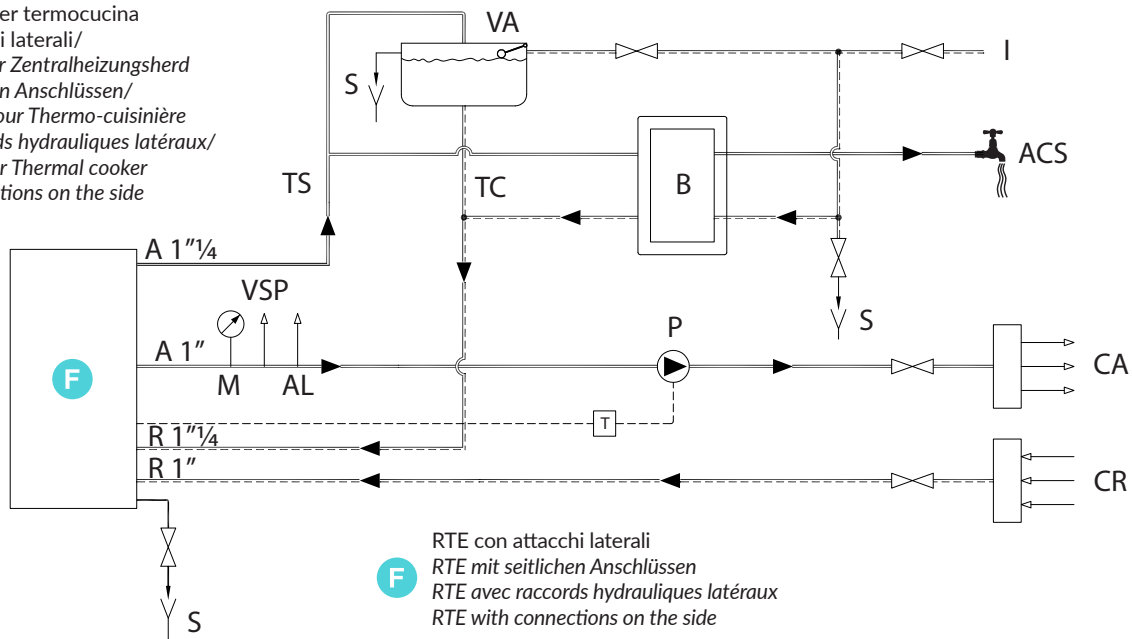 er termocucina
i laterali/
r Zentralheizungsherd
n Anschlüssen/
our Thermo-cuisinière
ds hydrauliques latéraux/
r Thermal cooker
tions on the side
VA
I
S
B
ACS
TS
TC
A 1”¼
VSP
S
P
A 1”
M
AL
CA
F
T
R 1”¼
R 1”
CR
S
F
RTE con attacchi laterali
RTE mit seitlichen Anschlüssen
RTE avec raccords hydrauliques latéraux
RTE with connections on the side